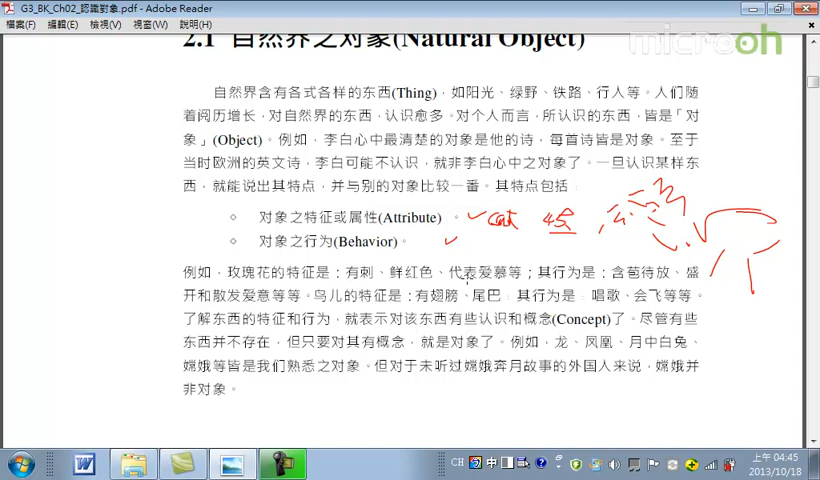 G3_BK_Ch02_認識對象.pdf - Adobe Reader
檔案(F) 編輯(E) 檢視(V) 視窗(W) 說明(H)
microoh
2.1 自然界之对象(Natural Object)
自然界含有各式各样的东西(Thing)，如阳光、绿野、铁路、行人等。人们随
着阅历增长，对自然界的东西，认识愈多。对个人而言，所认识的东西，皆是「对
象」(Object)。例如，李白心中最清楚的对象是他的诗，每首诗皆是对象。至于
当时欧洲的英文诗，李白可能不认识，就非李白心中之对象了。一旦认识某样东
西，就能说出其特点，并与别的对象比较一番。其特点包括：
◇ 对象之特征或属性(Attribute) 。
cat
◇ 对象之行为(Behavior)。
例如，玫瑰花的特征是：有刺、鲜红色、代表爱慕等；其行为是：含苞待放、盛
开和散发爱意等等。鸟儿的特征是：有翅膀、尾巴；其行为是：唱歌、会飞等等。
了解东西的特征和行为，就表示对该东西有些认识和概念(Concept)了。尽管有些
东西并不存在，但只要对其有概念，就是对象了。例如，龙、凤凰、月中白兔、
嫦娥等皆是我们熟悉之对象。但对于未听过嫦娥奔月故事的外国人来说，嫦娥并
非对象。
CH 中
上午 04:45
2013/10/18